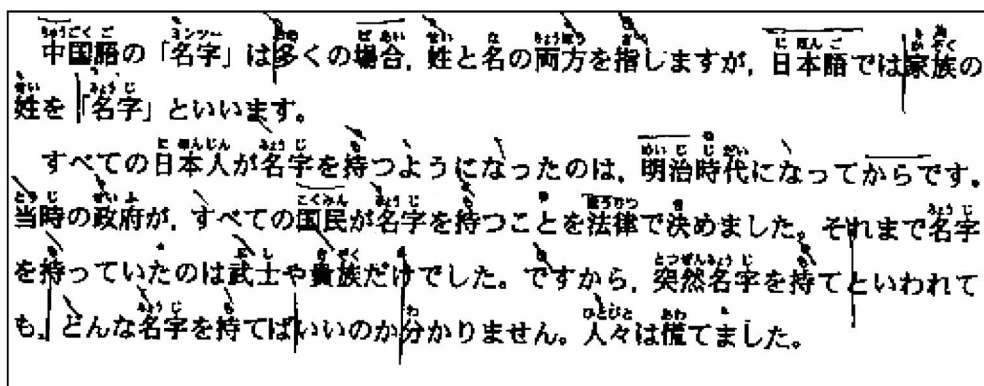 中国語の「名字」は多くの場合，姓と名の両方を指しますが，日本語では家族の
姓を「名字」といいます。
すべての日本人が名字を持つようになったのは，明治時代になってからです。
当時の政府が，すべての国民が名字を持つことを法律で決めました。それまで名字
を持っていたのは武士や貴族だけでした。ですから，突然名字を持てといわれて
も，どんな名字を持てばいいのか分かりません。人々は慌てました。